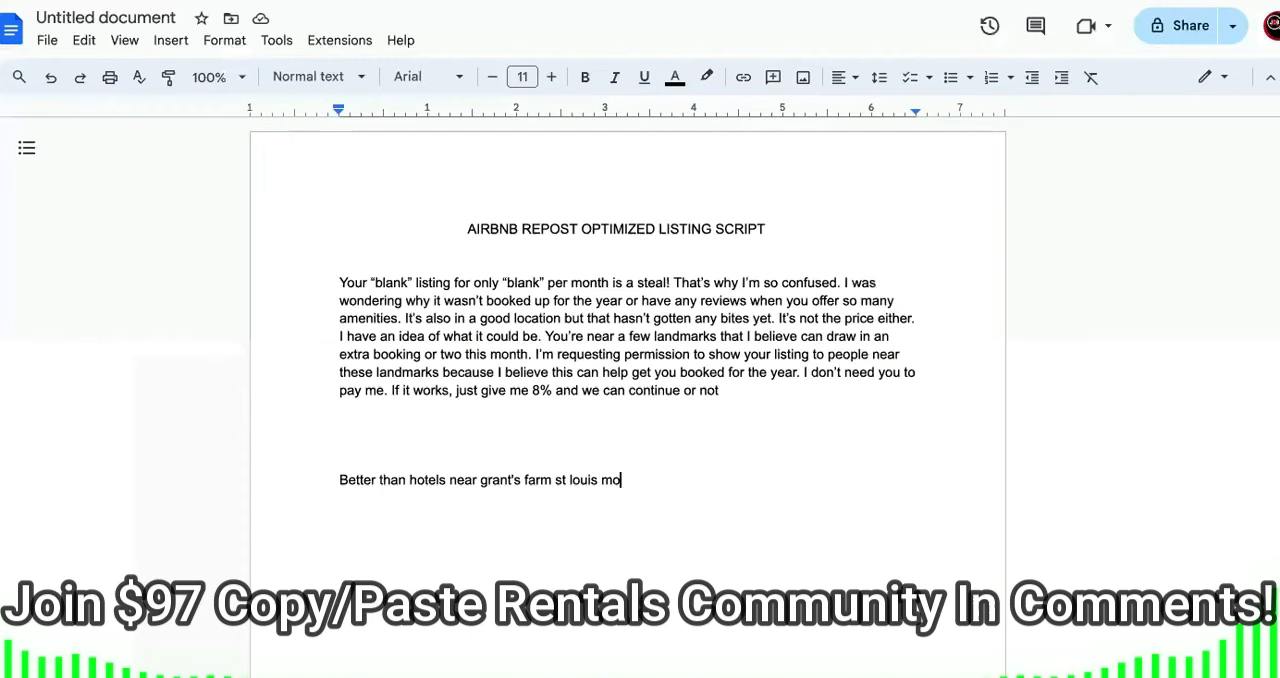 Untitled document
File Edit View Insert Format Tools Extensions Help
Share
100% Normal text Arial 11 B I U A
1 1 2 3 4 5 6 7
AIRBNB REPOST OPTIMIZED LISTING SCRIPT
Your “blank” listing for only “blank” per month is a steal! That’s why I’m so confused. I was
wondering why it wasn’t booked up for the year or have any reviews when you offer so many
amenities. It’s also in a good location but that hasn’t gotten any bites yet. It’s not the price either.
I have an idea of what it could be. You’re near a few landmarks that I believe can draw in an
extra booking or two this month. I’m requesting permission to show your listing to people near
these landmarks because I believe this can help get you booked for the year. I don’t need you to
pay me. If it works, just give me 8% and we can continue or not
Better than hotels near grant's farm st louis mo
Join $97 Copy/Paste Rentals Community In Comments!